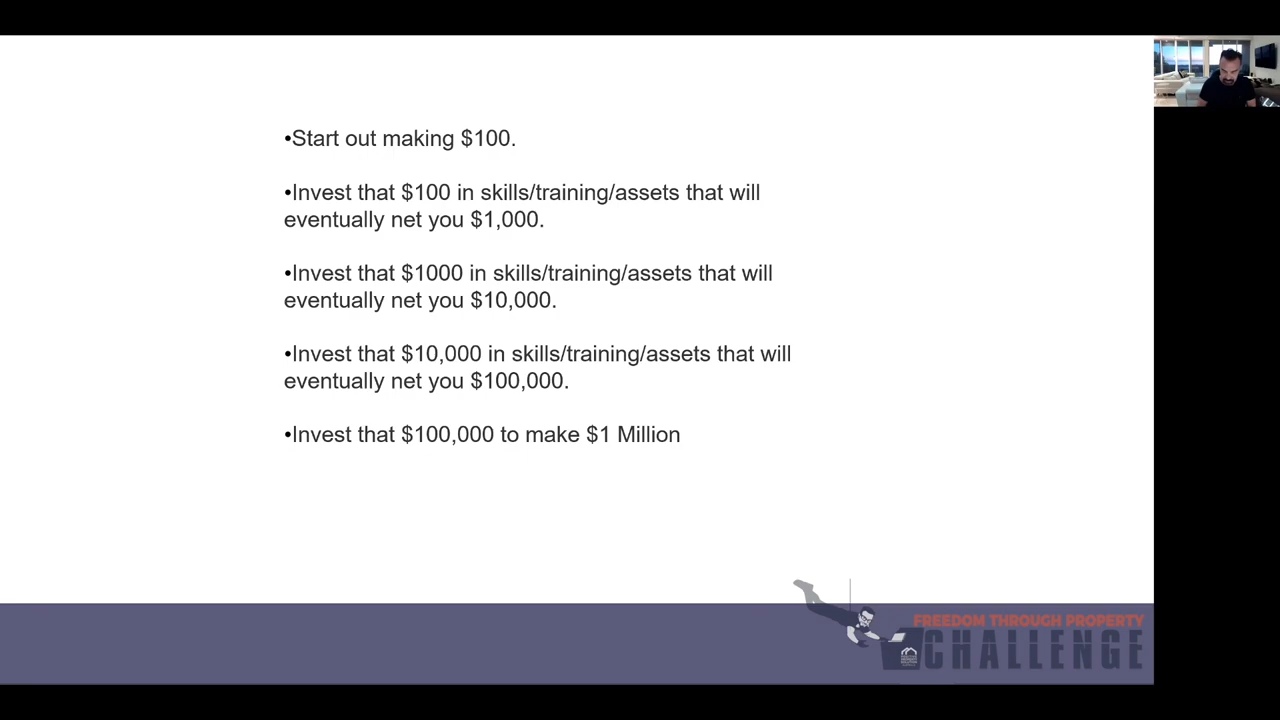 •Start out making $100.
•Invest that $100 in skills/training/assets that will
eventually net you $1,000.
•Invest that $1000 in skills/training/assets that will
eventually net you $10,000.
•Invest that $10,000 in skills/training/assets that will
eventually net you $100,000.
•Invest that $100,000 to make $1 Million
FREEDOM THROUGH PROPERTY
CHALLENGE